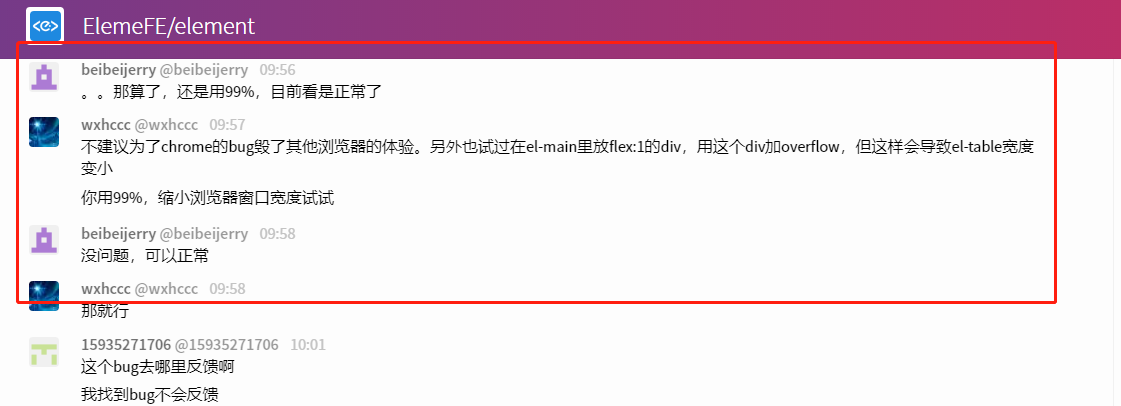 ElemeFE/element
beibeijerry @beibeijerry 09:56
。。那算了，还是用99%，目前看是正常了
wxhccc @wxhccc 09:57
不建议为了chrome的bug毁了其他浏览器的体验。另外也试过在el-main里放flex:1的div，用这个div加overflow，但这样会导致el-table宽度
变小
你用99%，缩小浏览器窗口宽度试试
beibeijerry @beibeijerry 09:58
没问题，可以正常
wxhccc @wxhccc 09:58
那就行
15935271706 @15935271706 10:01
这个bug去哪里反馈啊
我找到bug不会反馈